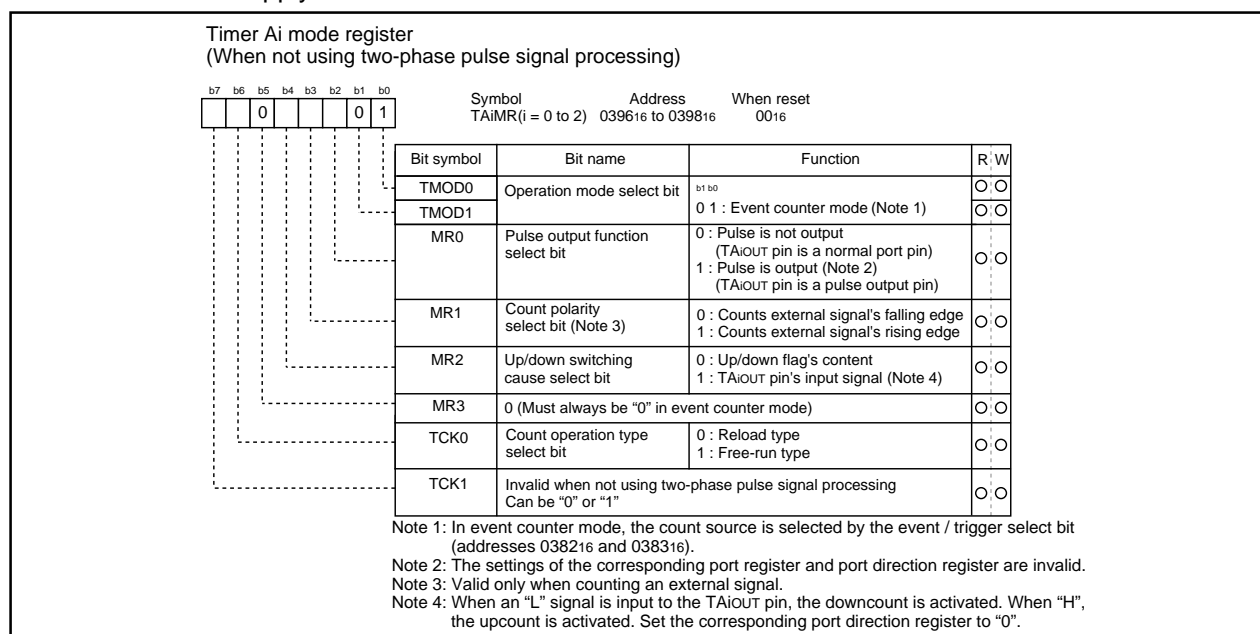 Timer Ai mode register
(When not using two-phase pulse signal processing)
b7 b6 b5 b4 b3 b2 b1 b0
0 0 1
Symbol Address When reset
TAiMR(i = 0 to 2) 039616 to 039816 0016
Bit symbol Bit name Function R W
TMOD0 Operation mode select bit b1 b0
TMOD1 0 1 : Event counter mode (Note 1)
MR0 Pulse output function 0 : Pulse is not output
select bit (TAiOUT pin is a normal port pin)
1 : Pulse is output (Note 2)
(TAiOUT pin is a pulse output pin)
MR1 Count polarity 0 : Counts external signal's falling edge
select bit (Note 3) 1 : Counts external signal's rising edge
MR2 Up/down switching 0 : Up/down flag's content
cause select bit 1 : TAiOUT pin's input signal (Note 4)
MR3 0 (Must always be “0” in event counter mode)
TCK0 Count operation type 0 : Reload type
select bit 1 : Free-run type
TCK1 Invalid when not using two-phase pulse signal processing
Can be “0” or “1”
Note 1: In event counter mode, the count source is selected by the event / trigger select bit
(addresses 038216 and 038316).
Note 2: The settings of the corresponding port register and port direction register are invalid.
Note 3: Valid only when counting an external signal.
Note 4: When an “L” signal is input to the TAiOUT pin, the downcount is activated. When “H”,
the upcount is activated. Set the corresponding port direction register to “0”.